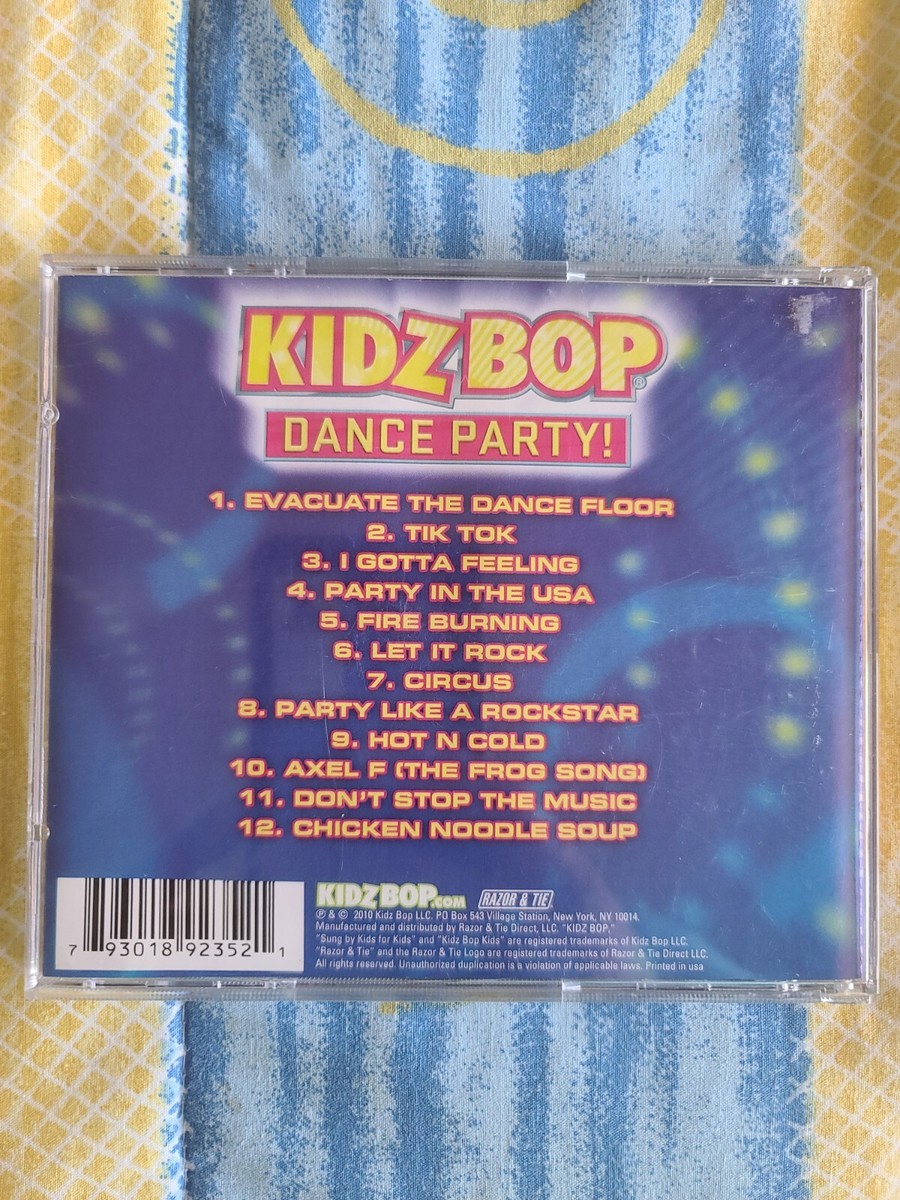 KIDZ BOP®
DANCE PARTY!
1. EVACUATE THE DANCE FLOOR
2. TIK TOK
3. I GOTTA FEELING
4. PARTY IN THE USA
5. FIRE BURNING
6. LET IT ROCK
7. CIRCUS
8. PARTY LIKE A ROCKSTAR
9. HOT N COLD
10. AXEL F (THE FROG SONG)
11. DON'T STOP THE MUSIC
12. CHICKEN NOODLE SOUP
KIDZ BOP.COM RAZOR & TIE
℗ & © 2010 Kidz Bop LLC. PO Box 543 Village Station, New York, NY 10014.
Manufactured and distributed by Razor & Tie Direct, LLC. "KIDZ BOP,"
"Sung by Kids for Kids" and "Kidz Bop Kids" are registered trademarks of Kidz Bop LLC.
"Razor & Tie" and the Razor & Tie Logo are registered trademarks of Razor & Tie Direct LLC.
All rights reserved. Unauthorized duplication is a violation of applicable laws. Printed in usa
7 93018 92352 1